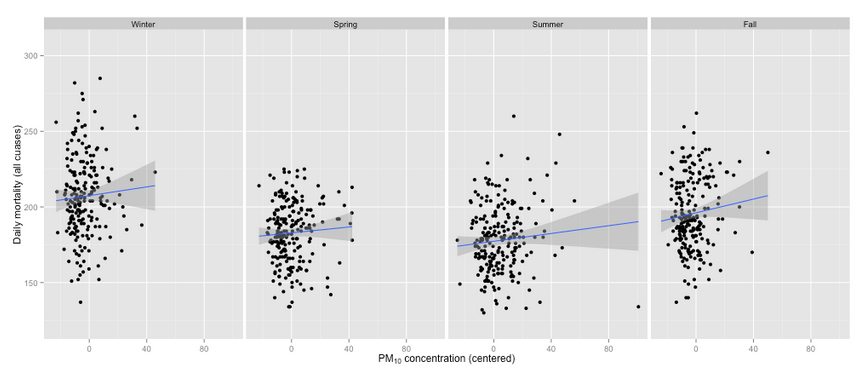 Winter Spring Summer Fall
300
250
200
150
Daily mortality (all cuases)
0 40 80 0 40 80 0 40 80 0 40 80
PM10 concentration (centered)